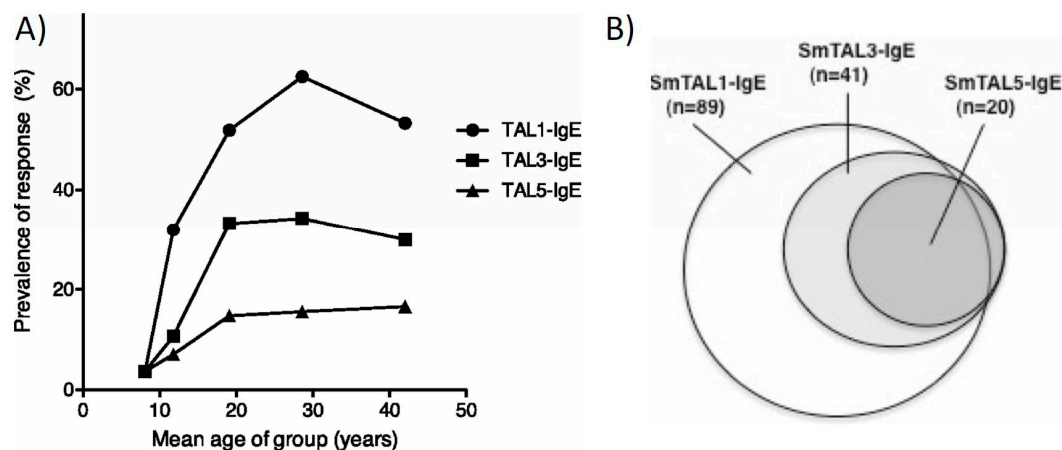 A)
Prevalence of response (%)
60
40
20
0
0 10 20 30 40 50
Mean age of group (years)
TAL1-IgE
TAL3-IgE
TAL5-IgE
B)
SmTAL3-IgE
(n=41)
SmTAL1-IgE
(n=89)
SmTAL5-IgE
(n=20)